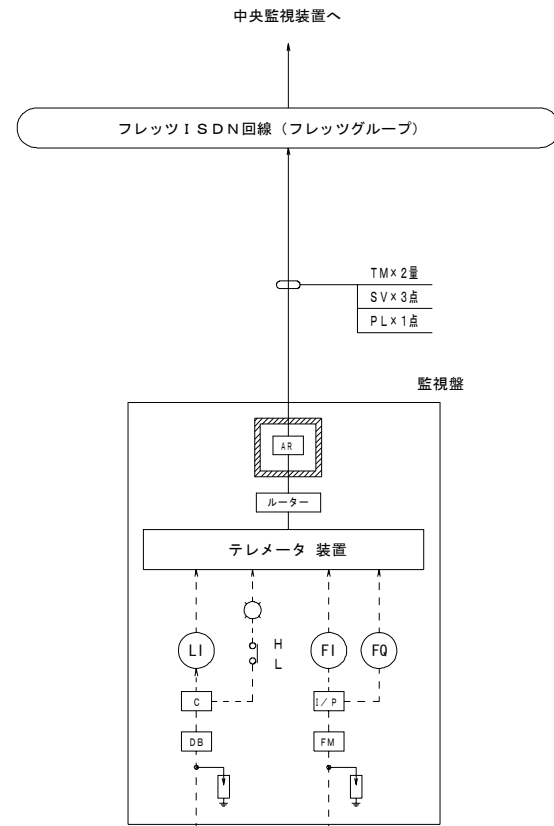 中央監視装置へ
フレッツＩＳＤＮ回線（フレッツグループ）
TM×2量
SV×3点
PL×1点
監視盤
AR
ルーター
テレメータ 装置
LI
H
L
FI
FQ
C
I/P
DB
FM